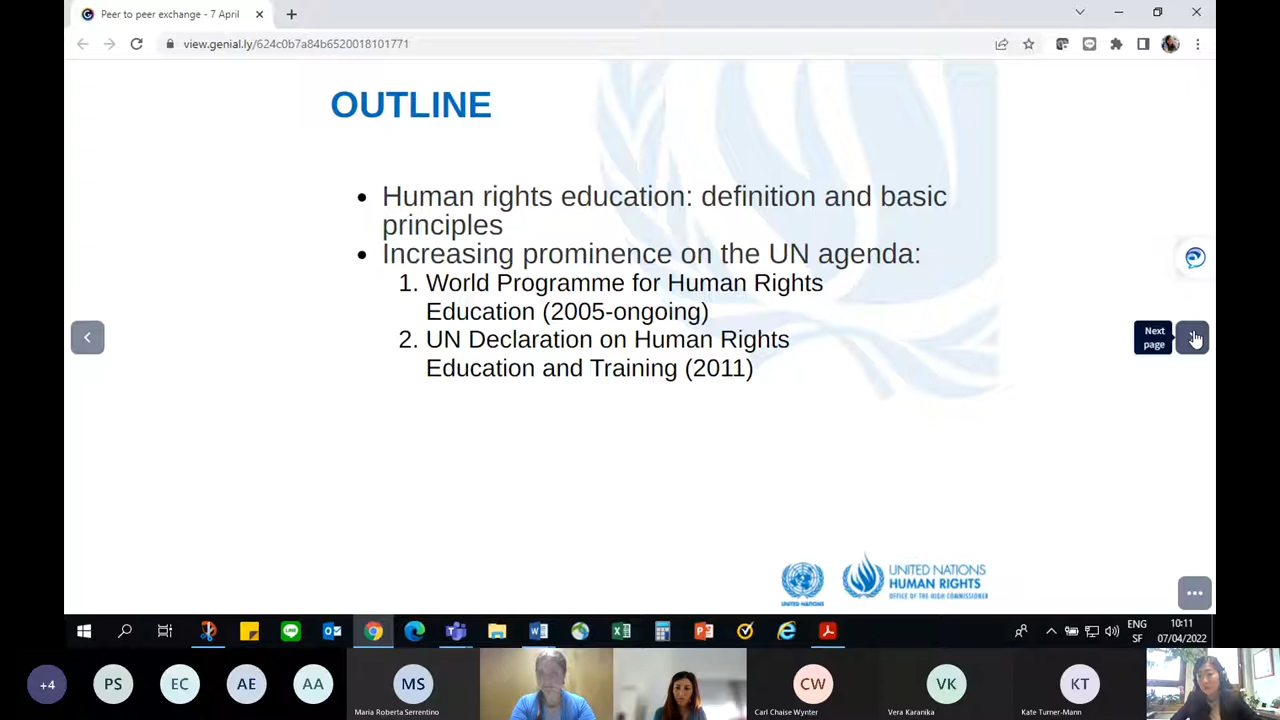 Peer to peer exchange - 7 April
view.genial.ly/624c0b7a84b6520018101771
OUTLINE
• Human rights education: definition and basic
principles
• Increasing prominence on the UN agenda:
1. World Programme for Human Rights
Education (2005-ongoing)
2. UN Declaration on Human Rights
Education and Training (2011)
Next
page
UNITED NATIONS
UNITED NATIONS
HUMAN RIGHTS
OFFICE OF THE HIGH COMMISSIONER
ENG
SF
10:11
07/04/2022
+4
PS
EC
AE
AA
MS
Maria Roberta Serrentino
CW
Carl Chaise Wynter
VK
Vera Karanika
KT
Kate Turner-Mann